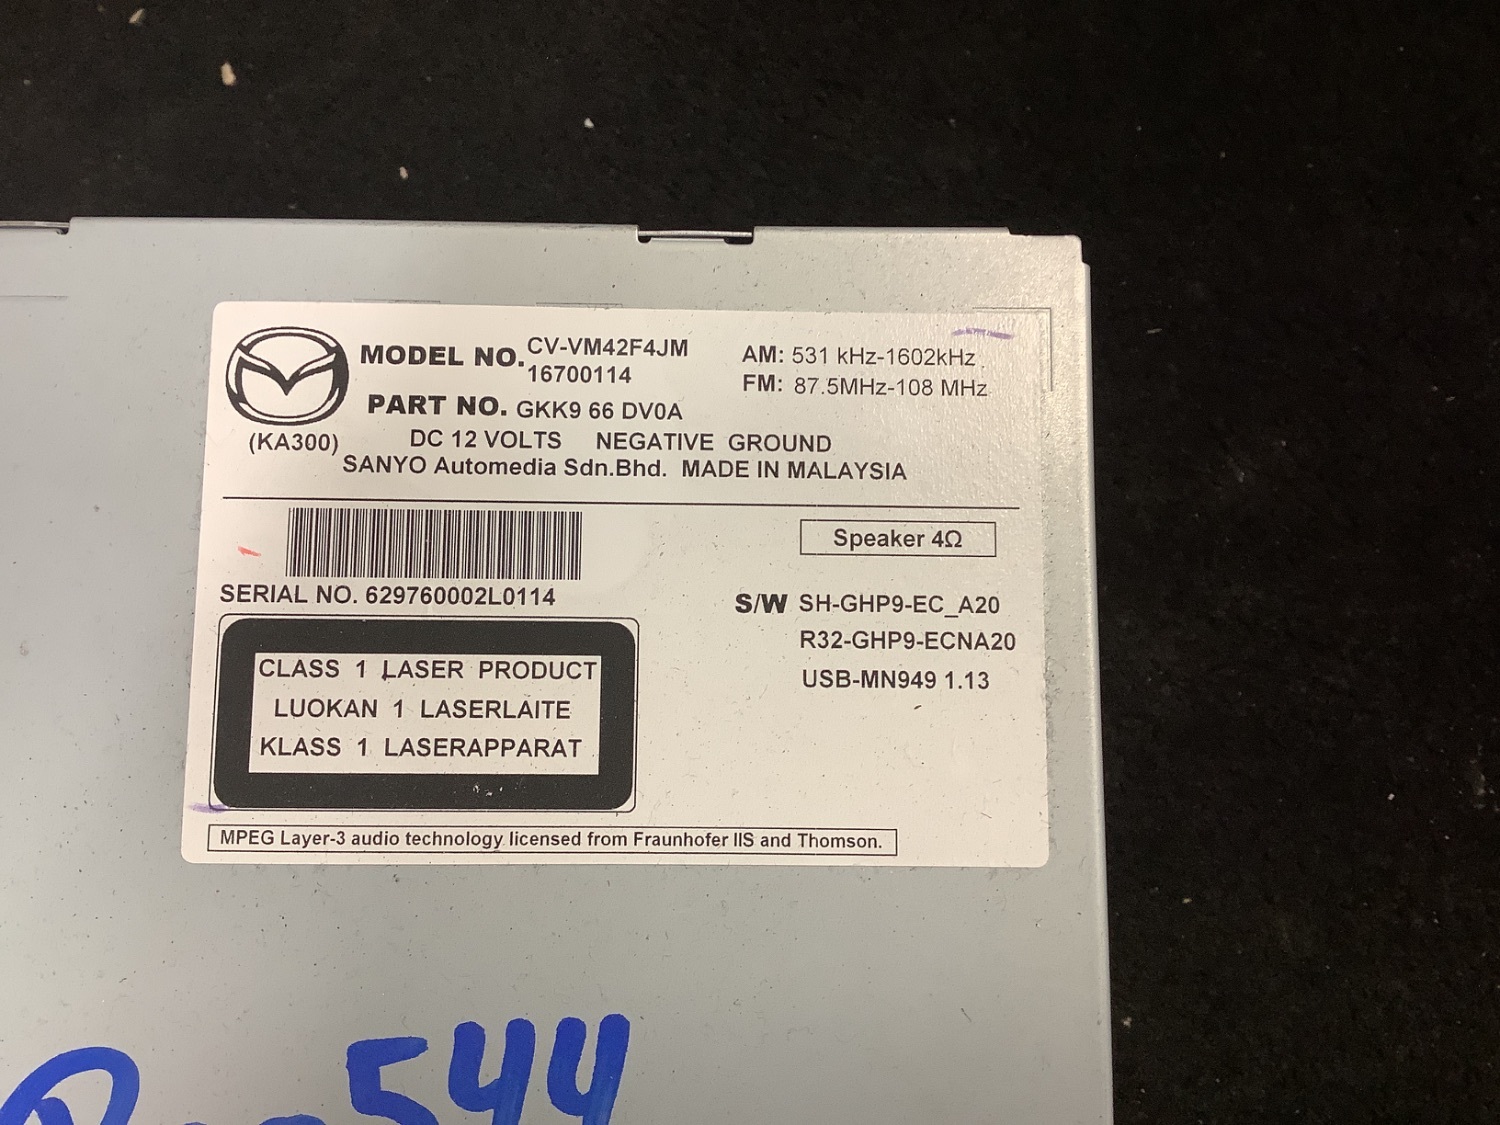 MODEL NO. CV-VM42F4JM
16700114
AM: 531 kHz-1602kHz
FM: 87.5MHz-108 MHz
PART NO. GKK9 66 DV0A
(KA300) DC 12 VOLTS NEGATIVE GROUND
SANYO Automedia Sdn.Bhd. MADE IN MALAYSIA
Speaker 4Ω
SERIAL NO. 629760002L0114
S/W SH-GHP9-EC_A20
R32-GHP9-ECNA20
USB-MN949 1.13
CLASS 1 LASER PRODUCT
LUOKAN 1 LASERLAITE
KLASS 1 LASERAPPARAT
MPEG Layer-3 audio technology licensed from Fraunhofer IIS and Thomson.
544